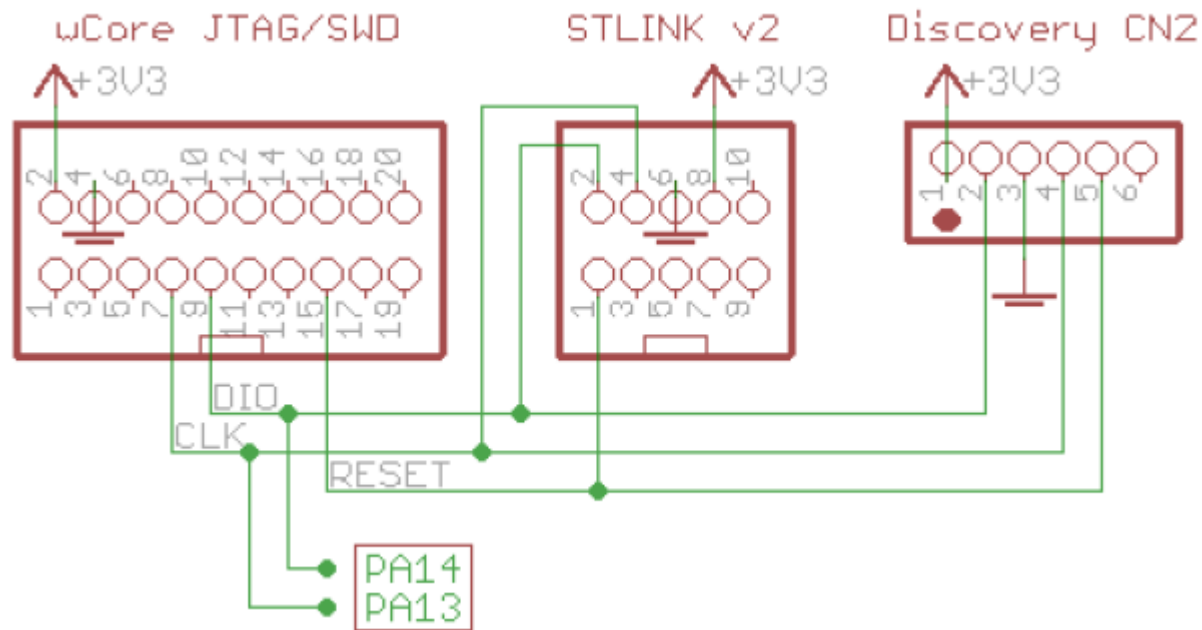 wCore JTAG/SWD
STLINK v2
Discovery CN2
+3V3
+3V3
+3V3
2 4 6 8 10 12 14 16 18 20
1 3 5 7 9 11 13 15 17 19
2 4 6 8 10
1 3 5 7 9
1 2 3 4 5 6
DIO
CLK
RESET
PA14
PA13